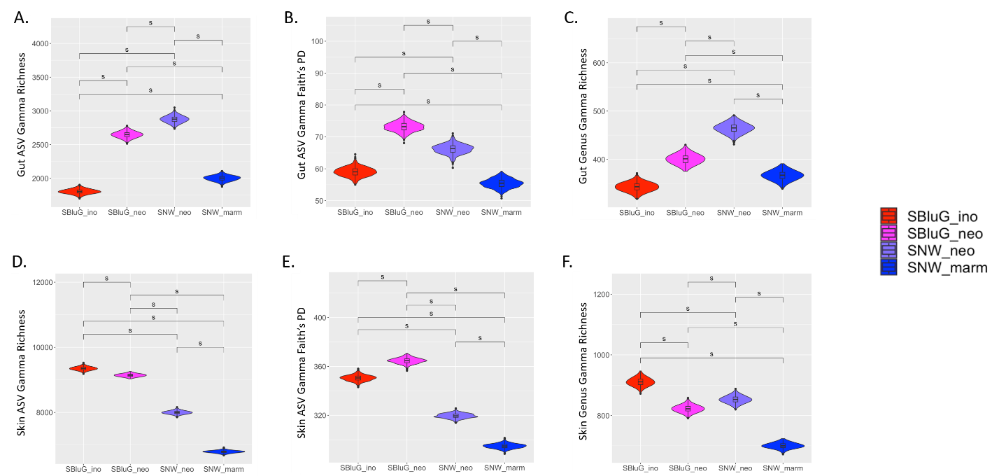 A.
Gut ASV Gamma Richness
4000
3500
3000
2500
2000
s
s
s
s
s
s
SBluG_ino SBluG_neo SNW_neo SNW_marm
B.
Gut ASV Gamma Faith's PD
100
90
80
70
60
50
s
s
s
s
s
s
SBluG_ino SBluG_neo SNW_neo SNW_marm
C.
Gut Genus Gamma Richness
600
500
400
s
s
s
s
s
s
SBluG_ino SBluG_neo SNW_neo SNW_marm
SBluG_ino
SBluG_neo
SNW_neo
SNW_marm
D.
Skin ASV Gamma Richness
12000
10000
8000
s
s
s
s
s
s
SBluG_ino SBluG_neo SNW_neo SNW_marm
E.
Skin ASV Gamma Faith's PD
400
360
320
s
s
s
s
s
s
SBluG_ino SBluG_neo SNW_neo SNW_marm
F.
Skin Genus Gamma Richness
1200
1000
800
s
s
s
s
s
s
SBluG_ino SBluG_neo SNW_neo SNW_marm